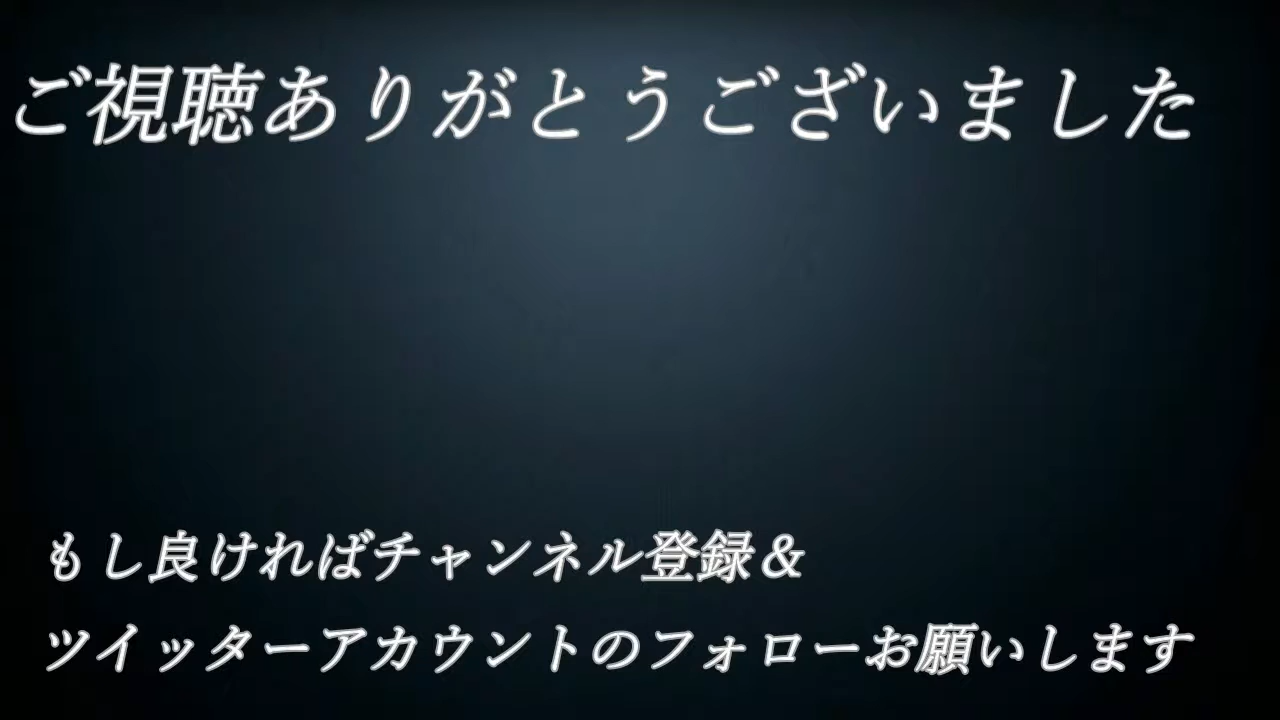 ご視聴ありがとうございました
もし良ければチャンネル登録＆
ツイッターアカウントのフォローお願いします